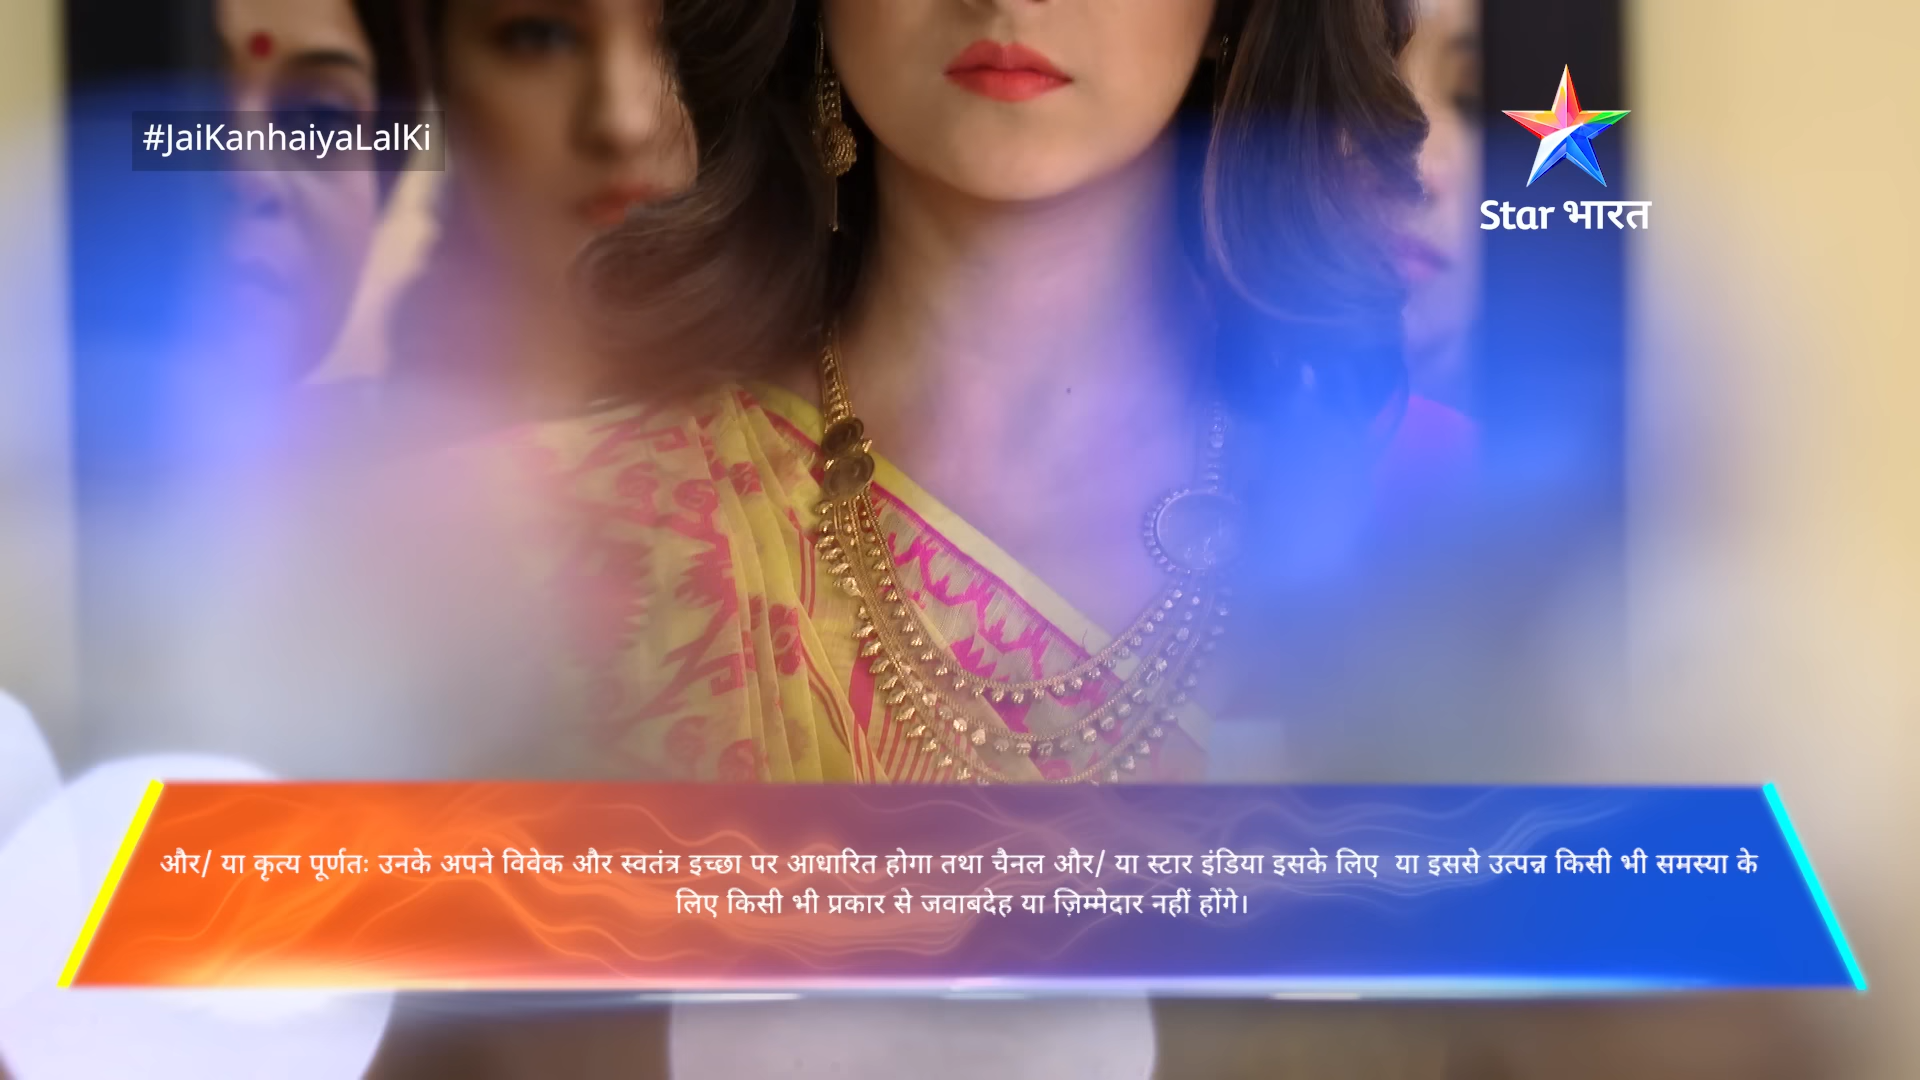 #JaiKanhaiyaLalKi
Star भारत
और/ या कृत्य पूर्णतः उनके अपने विवेक और स्वतंत्र इच्छा पर आधारित होगा तथा चैनल और/ या स्टार इंडिया इसके लिए  या इससे उत्पन्न किसी भी समस्या के
लिए किसी भी प्रकार से जवाबदेह या ज़िम्मेदार नहीं होंगे।